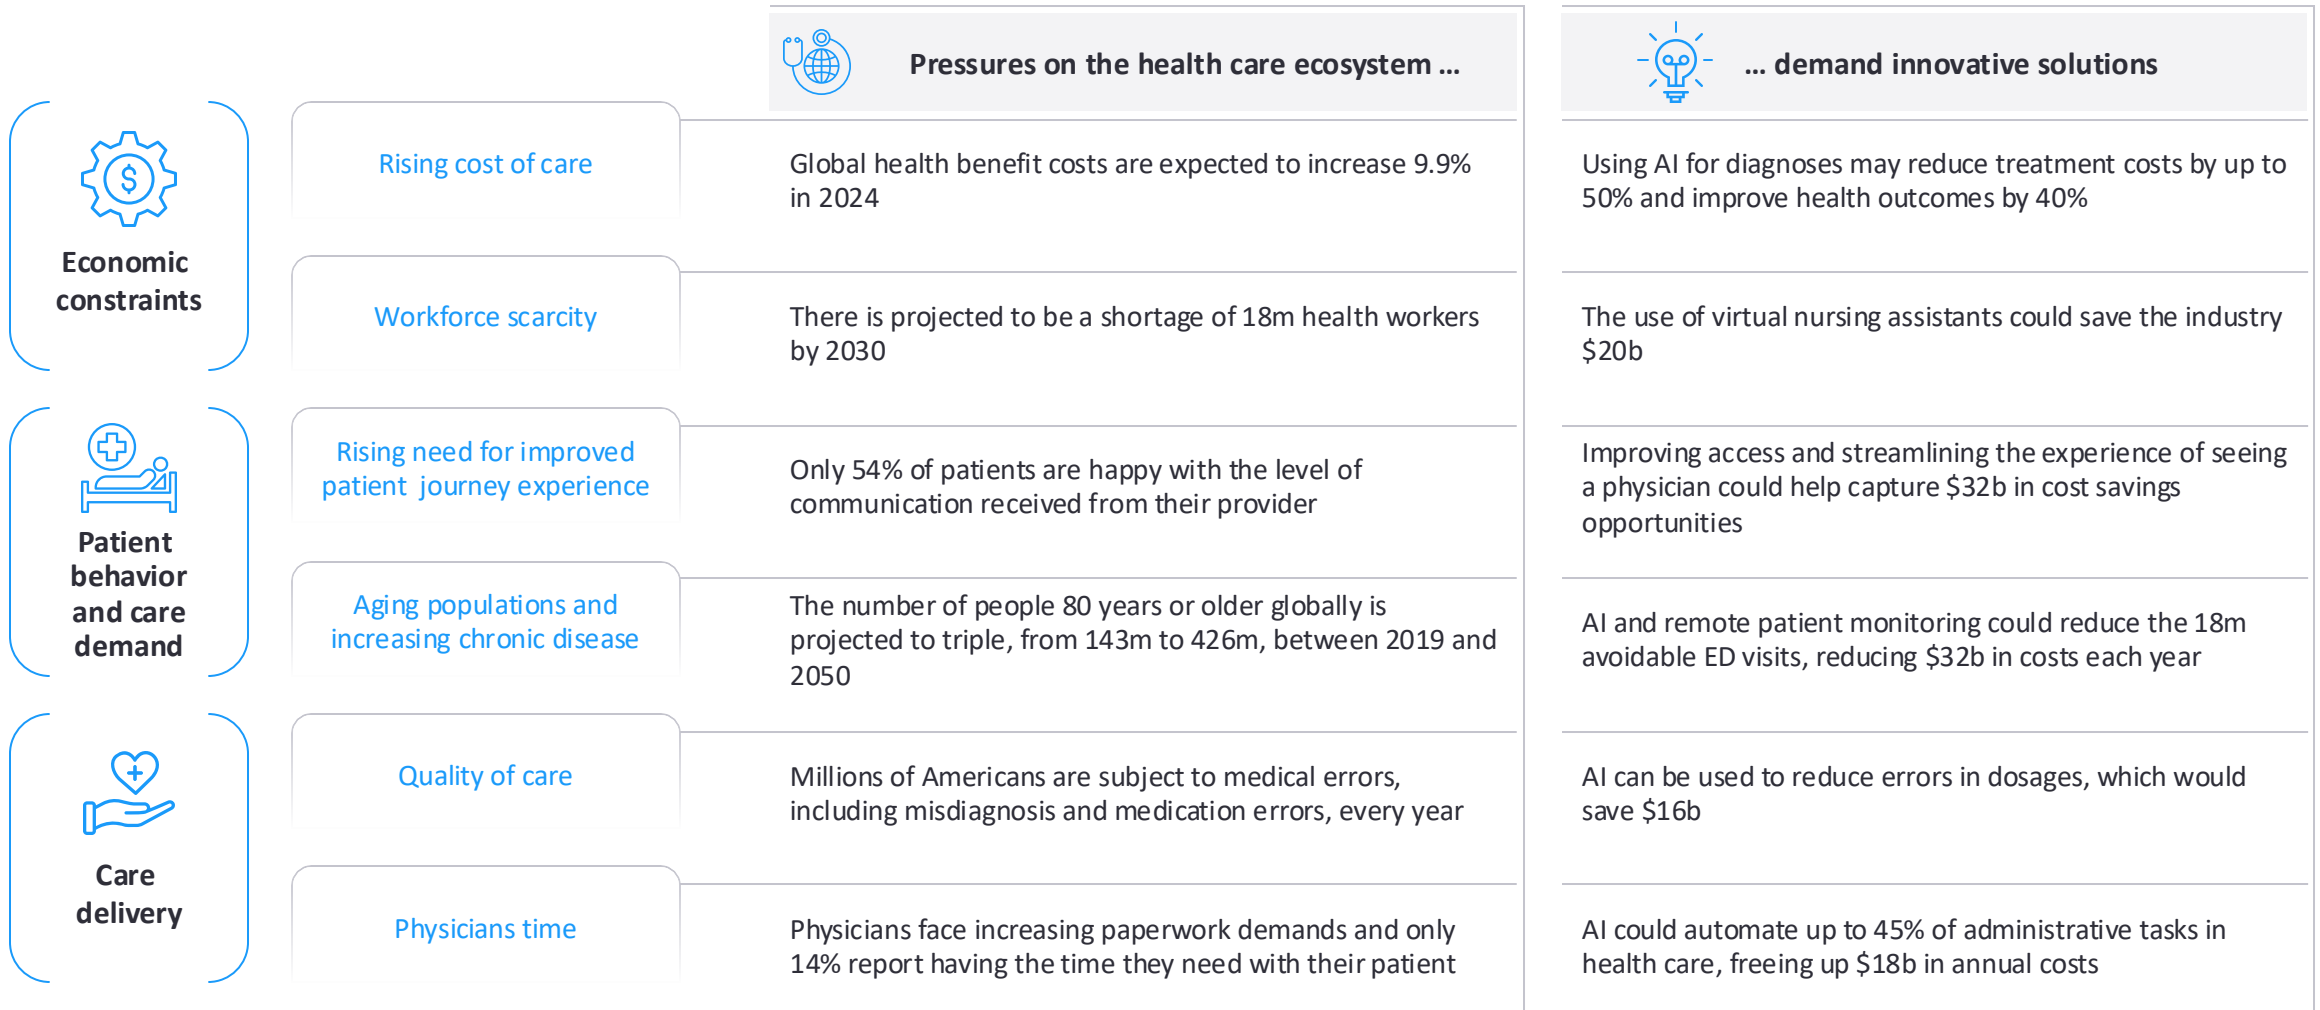 Pressures on the health care ecosystem ...
... demand innovative solutions
Economic
constraints
Rising cost of care
Global health benefit costs are expected to increase 9.9%
in 2024
Using AI for diagnoses may reduce treatment costs by up to
50% and improve health outcomes by 40%
Workforce scarcity
There is projected to be a shortage of 18m health workers
by 2030
The use of virtual nursing assistants could save the industry
$20b
Patient
behavior
and care
demand
Rising need for improved
patient journey experience
Only 54% of patients are happy with the level of
communication received from their provider
Improving access and streamlining the experience of seeing
a physician could help capture $32b in cost savings
opportunities
Aging populations and
increasing chronic disease
The number of people 80 years or older globally is
projected to triple, from 143m to 426m, between 2019 and
2050
AI and remote patient monitoring could reduce the 18m
avoidable ED visits, reducing $32b in costs each year
Care
delivery
Quality of care
Millions of Americans are subject to medical errors,
including misdiagnosis and medication errors, every year
AI can be used to reduce errors in dosages, which would
save $16b
Physicians time
Physicians face increasing paperwork demands and only
14% report having the time they need with their patient
AI could automate up to 45% of administrative tasks in
health care, freeing up $18b in annual costs